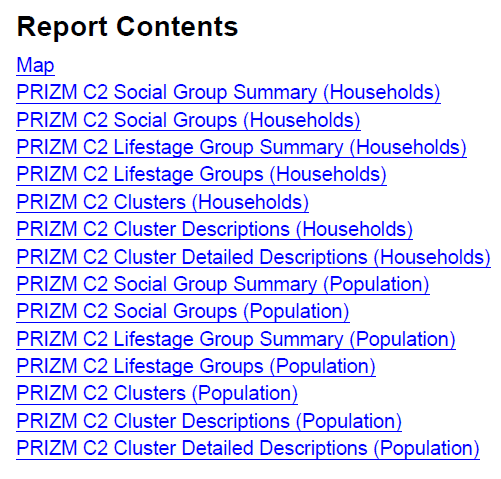 Report Contents
Map
PRIZM C2 Social Group Summary (Households)
PRIZM C2 Social Groups (Households)
PRIZM C2 Lifestage Group Summary (Households)
PRIZM C2 Lifestage Groups (Households)
PRIZM C2 Clusters (Households)
PRIZM C2 Cluster Descriptions (Households)
PRIZM C2 Cluster Detailed Descriptions (Households)
PRIZM C2 Social Group Summary (Population)
PRIZM C2 Social Groups (Population)
PRIZM C2 Lifestage Group Summary (Population)
PRIZM C2 Lifestage Groups (Population)
PRIZM C2 Clusters (Population)
PRIZM C2 Cluster Descriptions (Population)
PRIZM C2 Cluster Detailed Descriptions (Population)